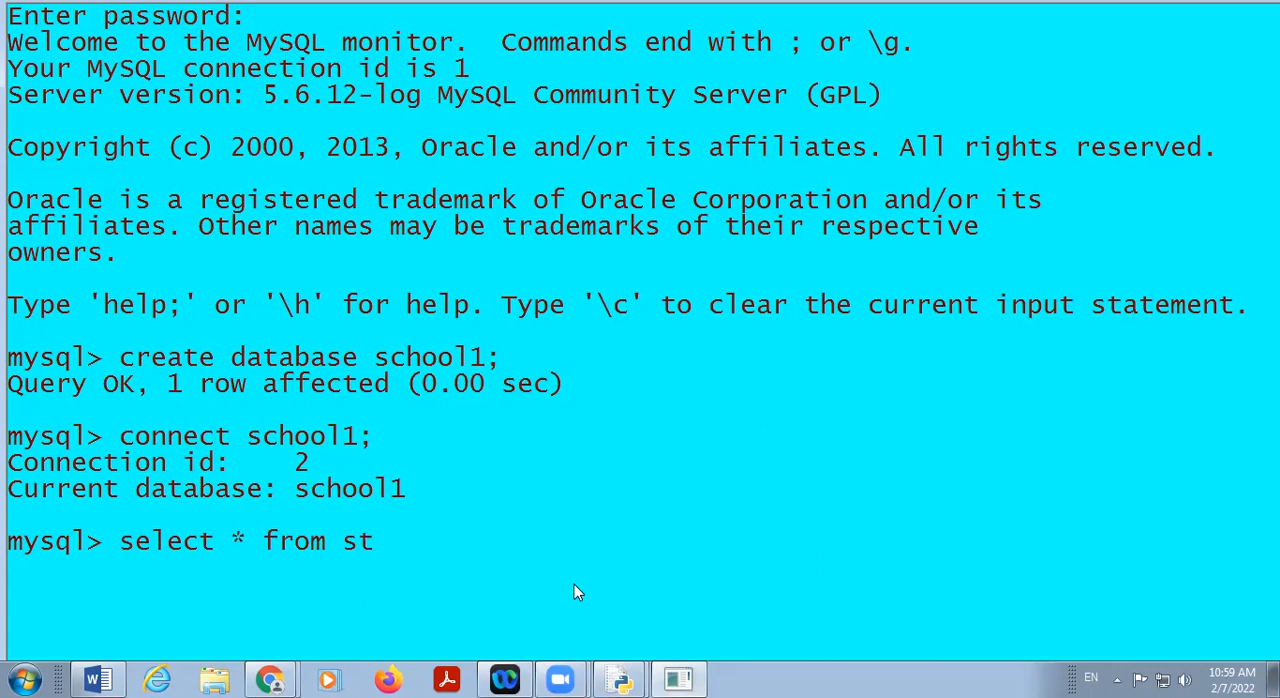 Enter password:
Welcome to the MySQL monitor.  Commands end with ; or \g.
Your MySQL connection id is 1
Server version: 5.6.12-log MySQL Community Server (GPL)
Copyright (c) 2000, 2013, Oracle and/or its affiliates. All rights reserved.
Oracle is a registered trademark of Oracle Corporation and/or its
affiliates. Other names may be trademarks of their respective
owners.
Type 'help;' or '\h' for help. Type '\c' to clear the current input statement.
mysql> create database school1;
Query OK, 1 row affected (0.00 sec)
mysql> connect school1;
Connection id:    2
Current database: school1
mysql> select * from st
EN
10:59 AM
2/7/2022